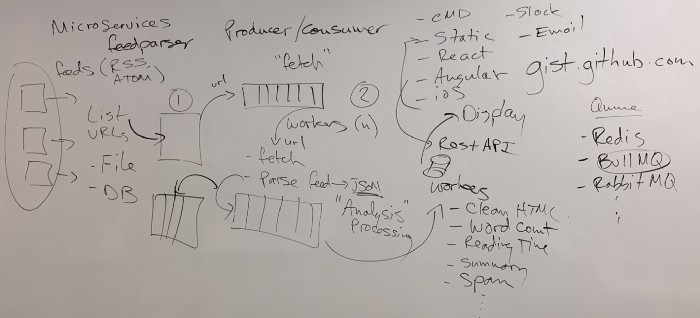 Microservices
feedparser
feeds (RSS,
ATOM)
List
URLs
- File
- DB
1
url
Producer/Consumer
"fetch"
2
workers (n)
url
- fetch
- Parse feed → JSON
"Analysis"
Processing
- CMD
- Static
- React
- Angular
- iOS
- Slack
- Email
gist.github.com
Display
Rest API
workers
- Clean HTML
- Word Count
- Reading Time
- Summary
- Spam
Queue
- Redis
- BullMQ
- RabbitMQ